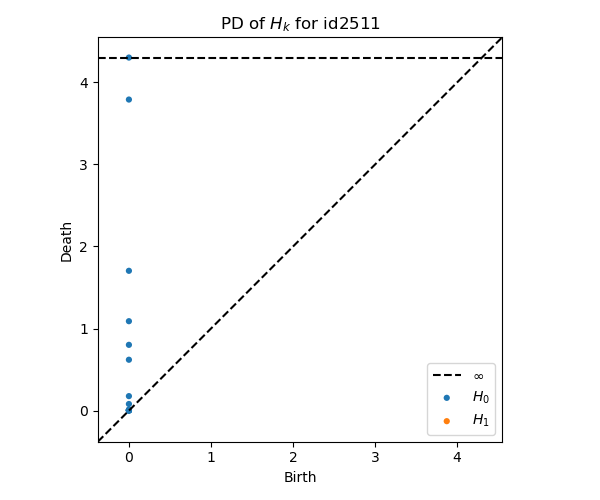 PD of $H_k$ for id2511
Death
4
3
2
1
0
0 1 2 3 4
Birth
∞
$H_0$
$H_1$